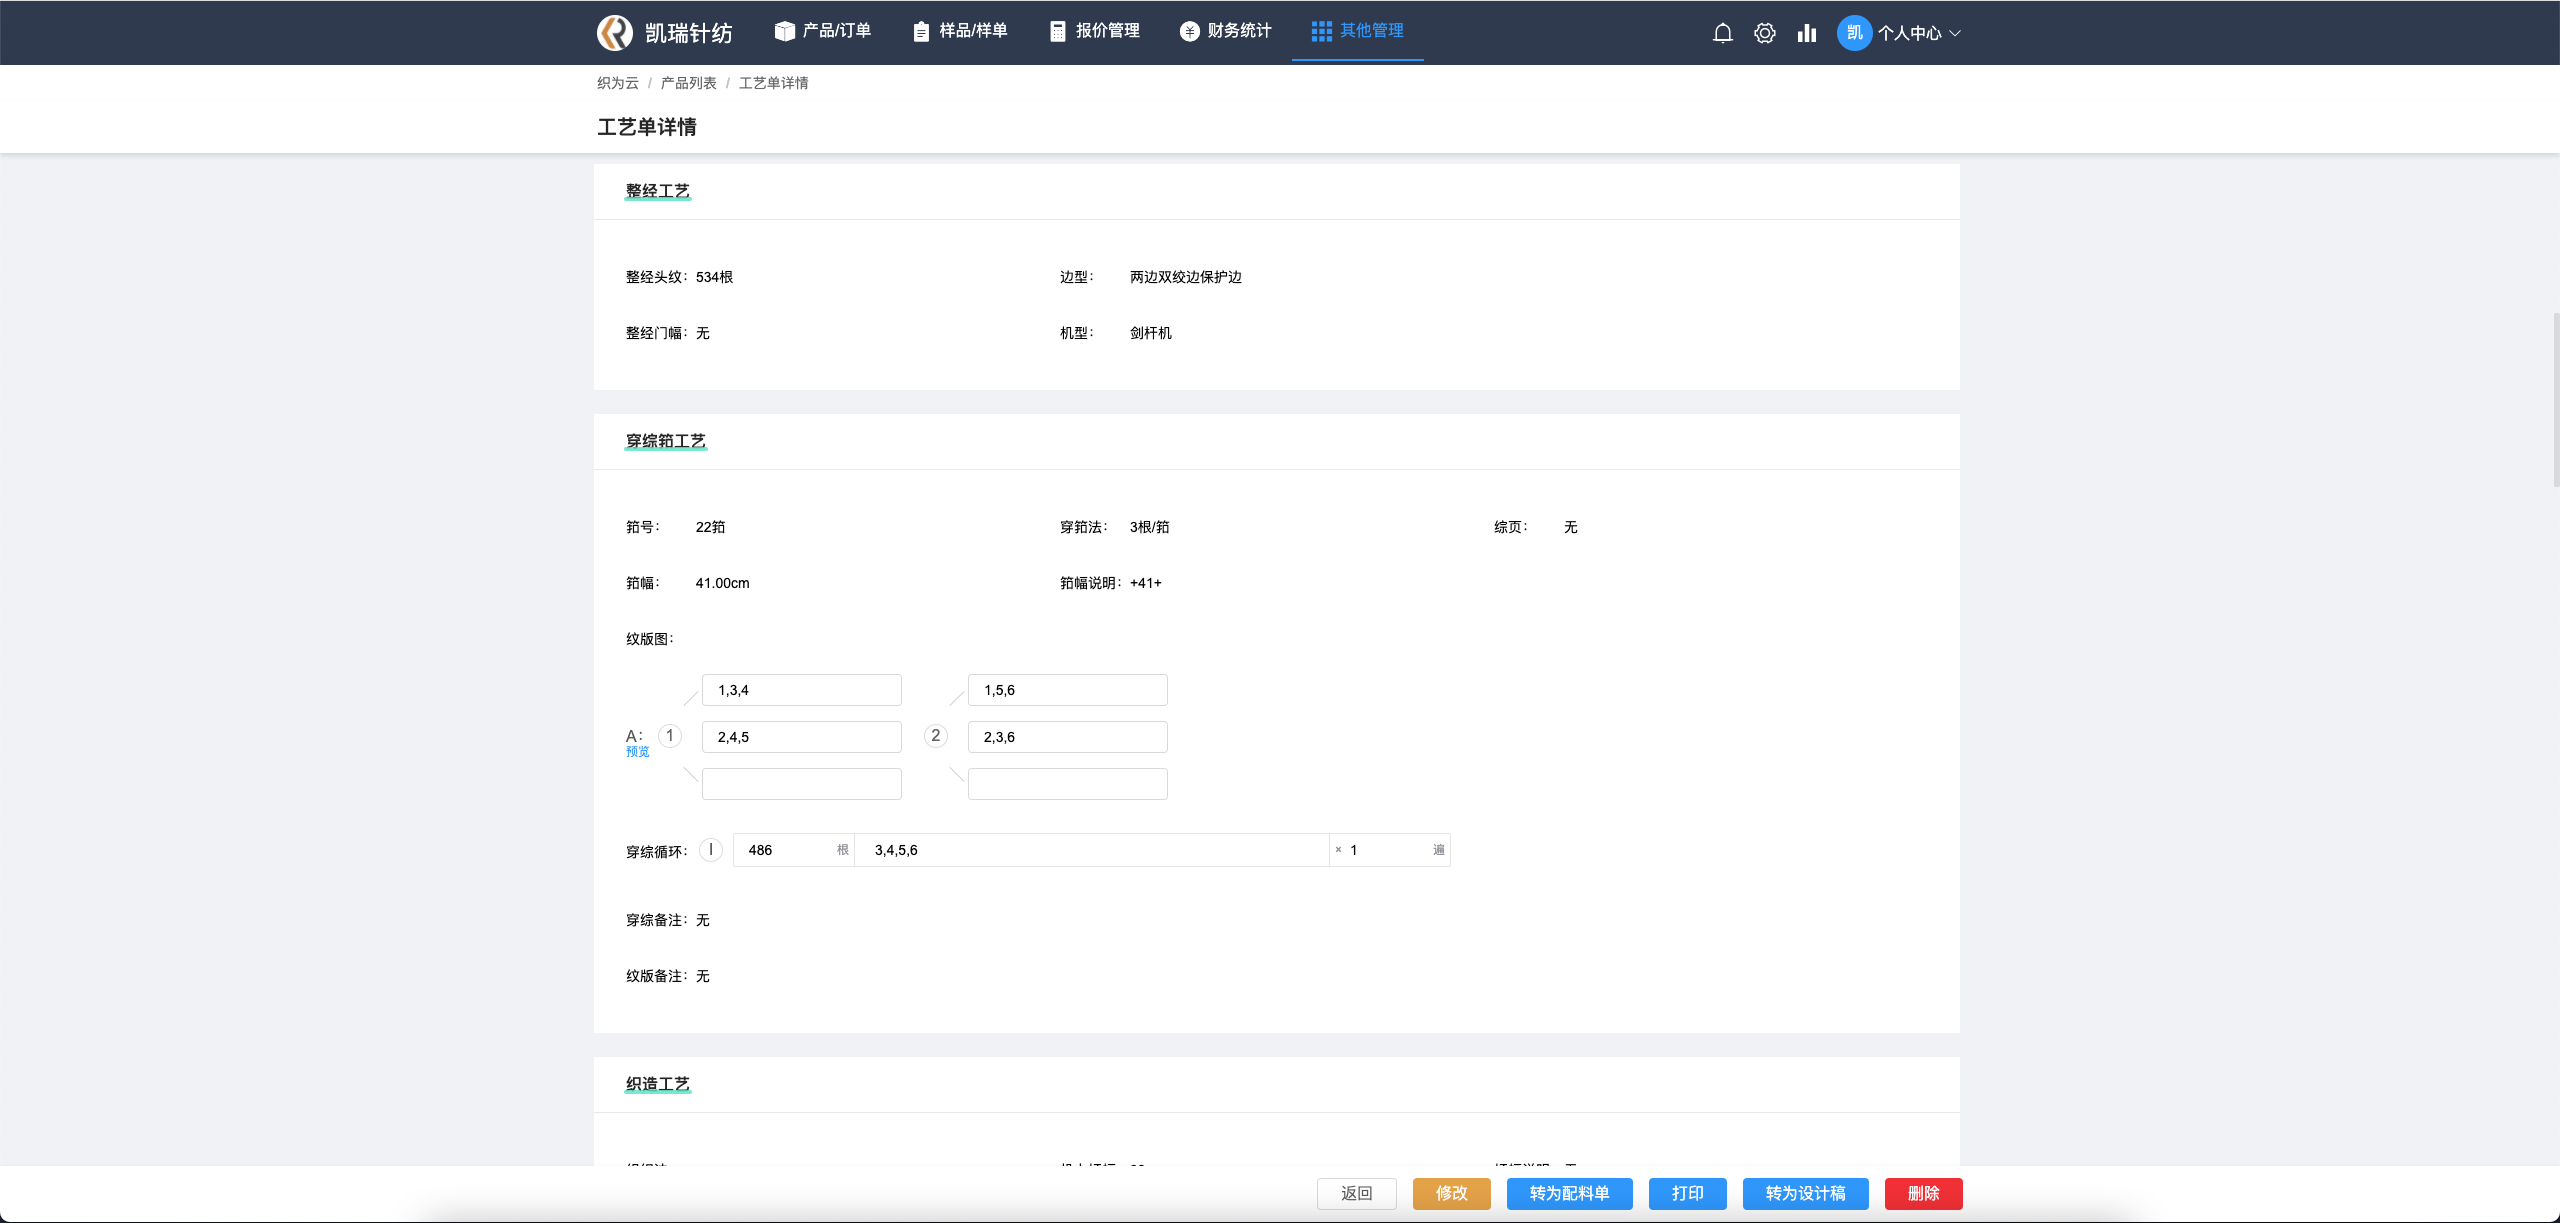 凯瑞针纺 产品/订单 样品/样单 报价管理 ¥ 财务统计 其他管理 凯 个人中心
织为云 / 产品列表 / 工艺单详情
工艺单详情
整经工艺
整经头纹：534根 边型： 两边双绞边保护边
整经门幅：无 机型： 剑杆机
穿综筘工艺
筘号： 22筘 穿筘法： 3根/筘 综页： 无
筘幅： 41.00cm 筘幅说明：+41+
纹版图：
1,3,4 1,5,6
A： 1 2,4,5 2 2,3,6
预览
穿综循环： I 486 根 3,4,5,6 × 1 遍
穿综备注：无
纹版备注：无
织造工艺
返回 修改 转为配料单 打印 转为设计稿 删除